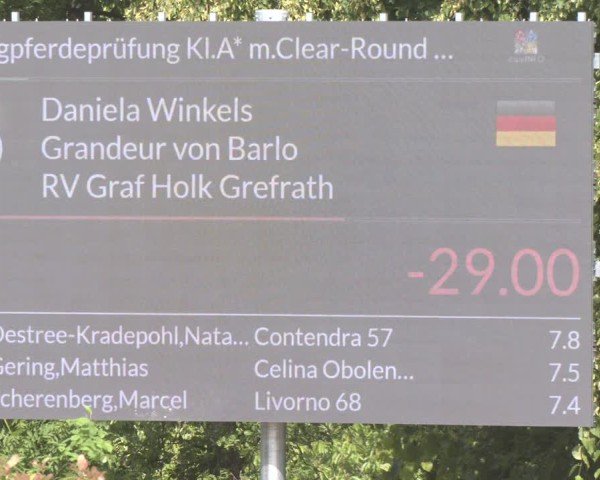 gpferdeprüfung Kl.A* m.Clear-Round ...
Daniela Winkels
Grandeur von Barlo
RV Graf Holk Grefrath
-29.00
Destree-Kradepohl,Nata... Contendra 57 7.8
Gering,Matthias Celina Obolen... 7.5
cherenberg,Marcel Livorno 68 7.4